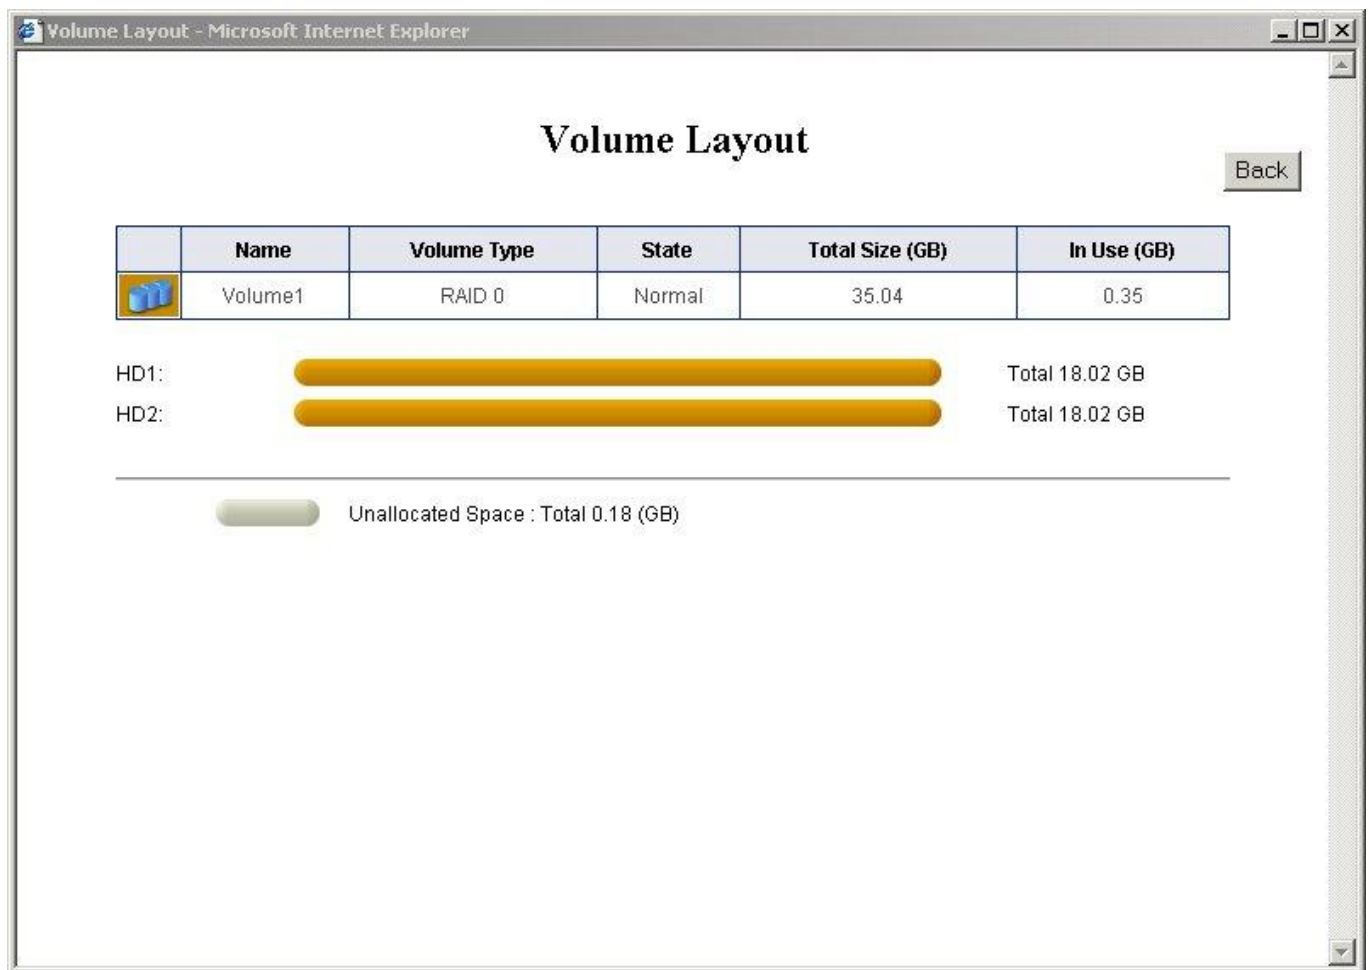 Volume Layout - Microsoft Internet Explorer
Volume Layout
Back
Name Volume Type State Total Size (GB) In Use (GB)
Volume1 RAID 0 Normal 35.04 0.35
HD1: Total 18.02 GB
HD2: Total 18.02 GB
Unallocated Space : Total 0.18 (GB)